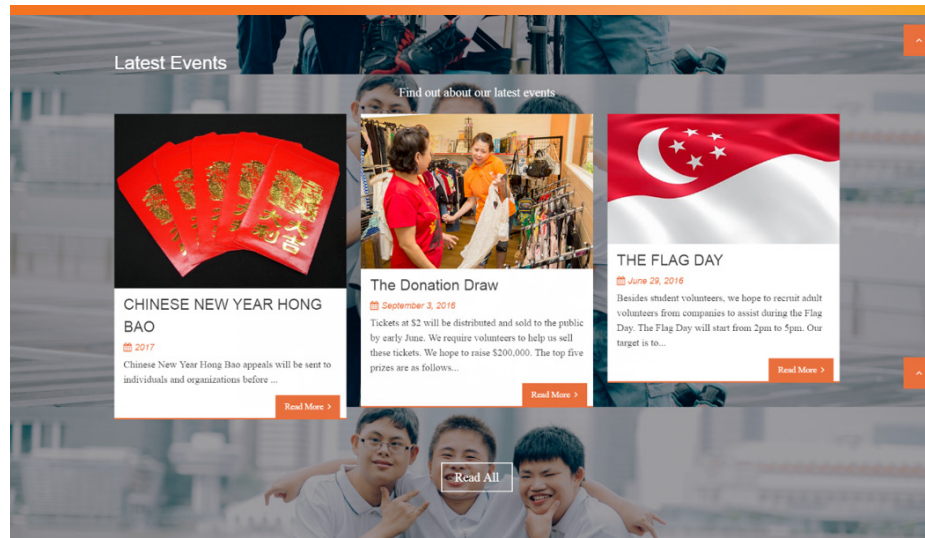 Latest Events
Find out about our latest events
CHINESE NEW YEAR HONG
BAO
2017
Chinese New Year Hong Bao appeals will be sent to
individuals and organizations before ...
Read More >
The Donation Draw
September 3, 2016
Tickets at $2 will be distributed and sold to the public
by early June. We require volunteers to help us sell
these tickets. We hope to raise $200,000. The top five
prizes are as follows...
Read More >
THE FLAG DAY
June 29, 2016
Besides student volunteers, we hope to recruit adult
volunteers from companies to assist during the Flag
Day. The Flag Day will start from 2pm to 5pm. Our
target is to...
Read More >
Read All